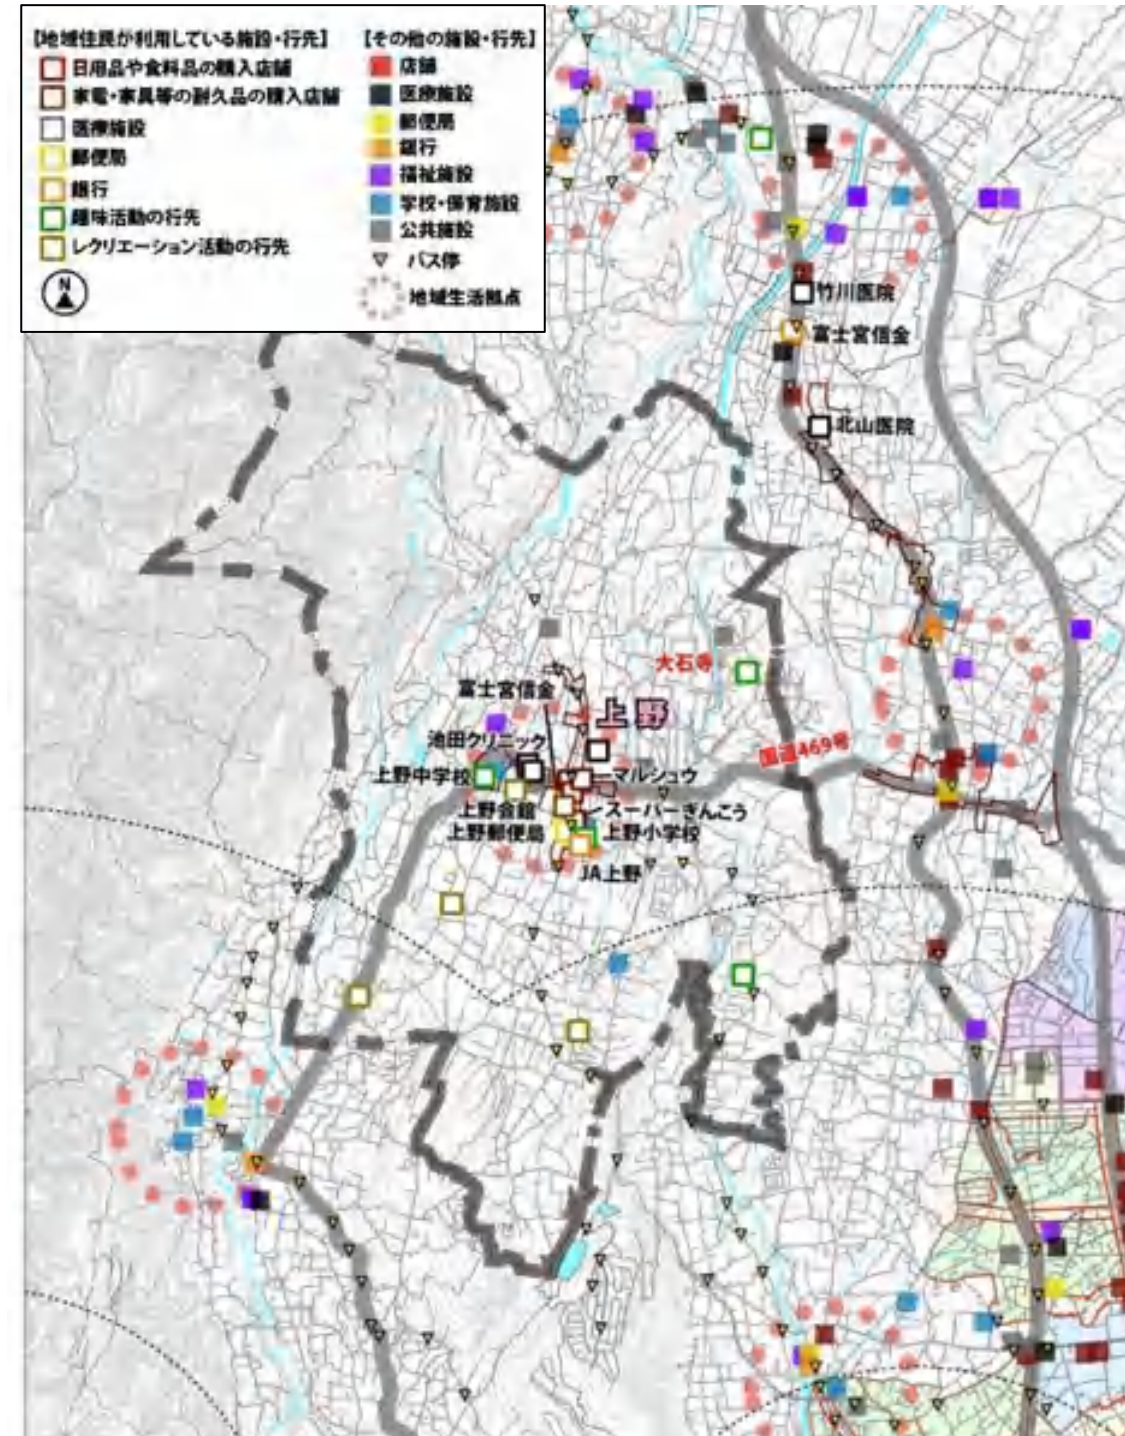 【地域住民が利用している施設・行先】
日用品や食料品の購入店舗
家電・家具等の耐久品の購入店舗
医療施設
郵便局
銀行
趣味活動の行先
レクリエーション活動の行先
N
【その他の施設・行先】
店舗
医療施設
郵便局
銀行
福祉施設
学校・保育施設
公共施設
バス停
地域生活拠点
竹川医院
富士宮信金
北山医院
大石寺
富士宮信金
上野
池田クリニック
国道469号
上野中学校
マルシュウ
上野会館
スーパーぎんこう
上野郵便局
上野小学校
JA上野